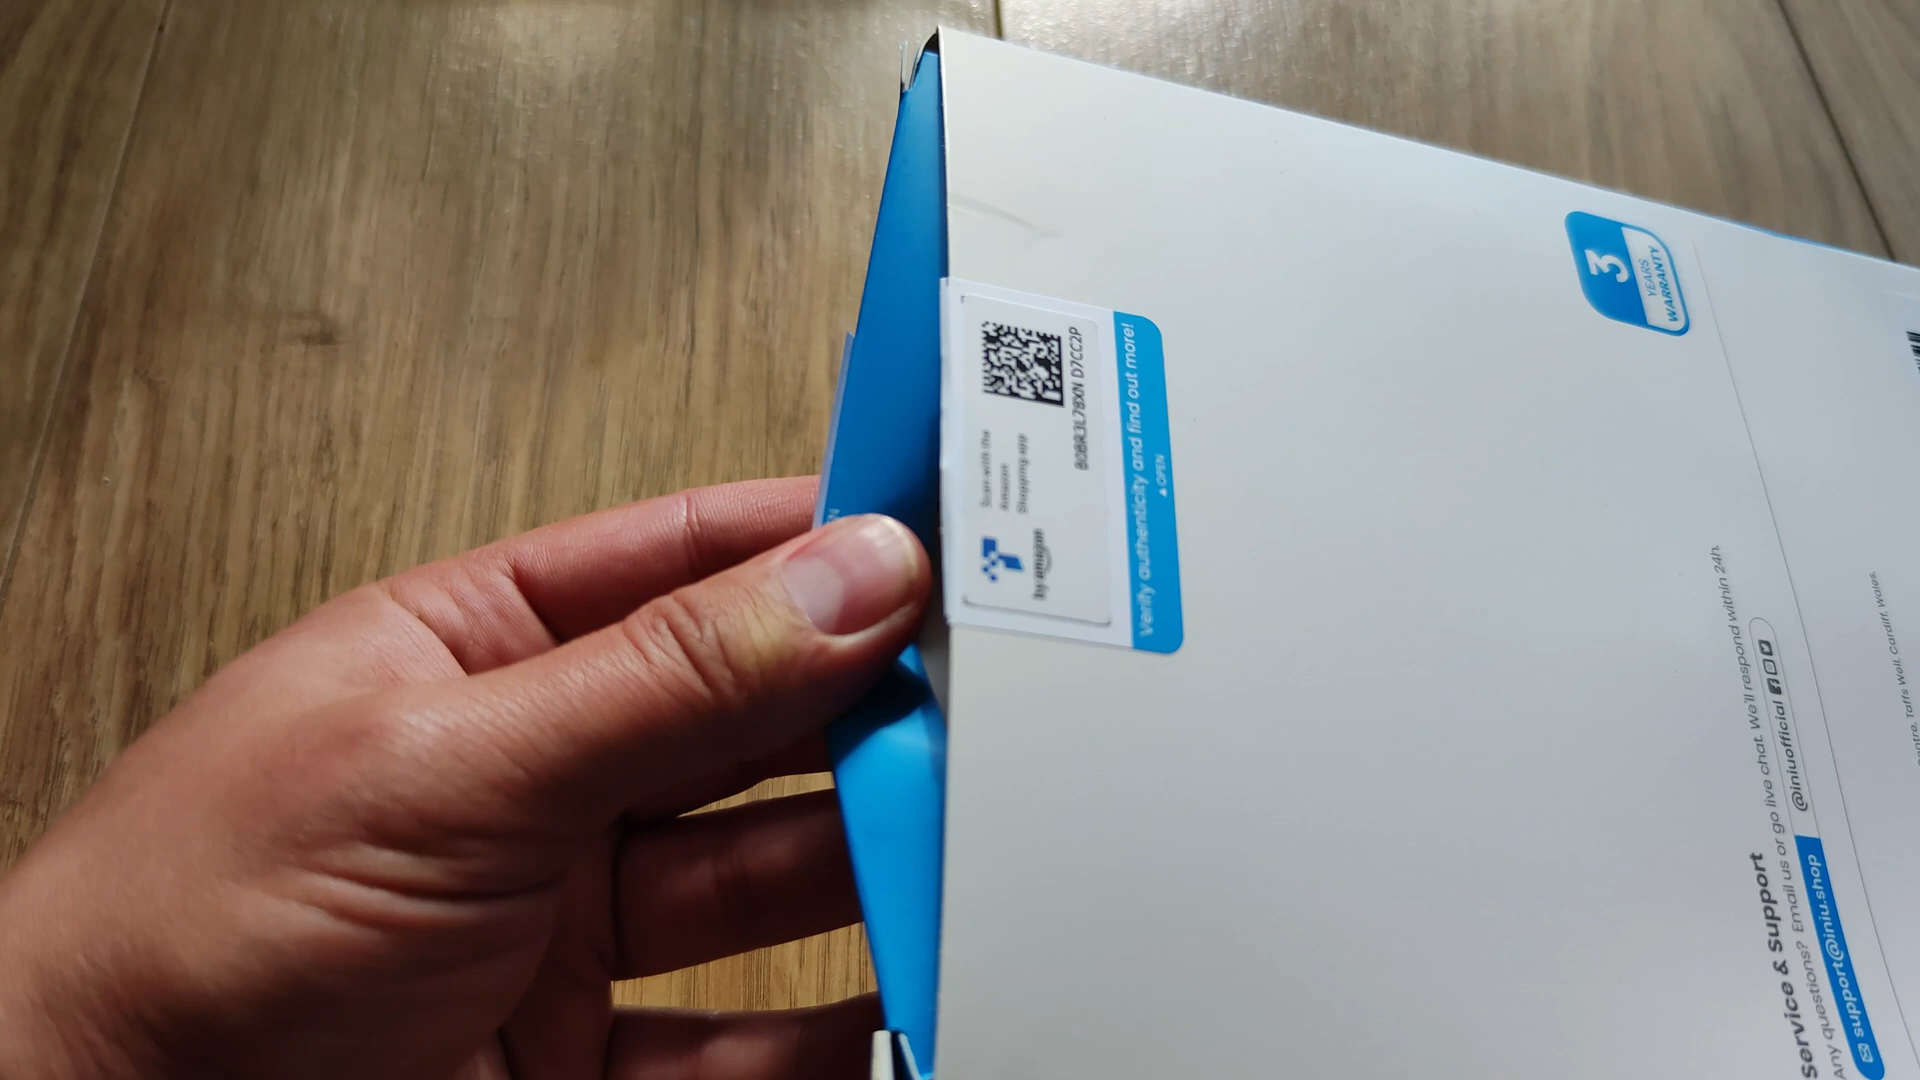 3
YEARS
WARRANTY
Scan with the
Amazon
Shopping app
by amazon
Verify authenticity and find out more!
▲ OPEN
Service & Support
Any questions? Email us or go live chat. We'll respond within 24h.
support@iniu.shop
@iniuofficial
Taffs Well, Cardiff, Wales,